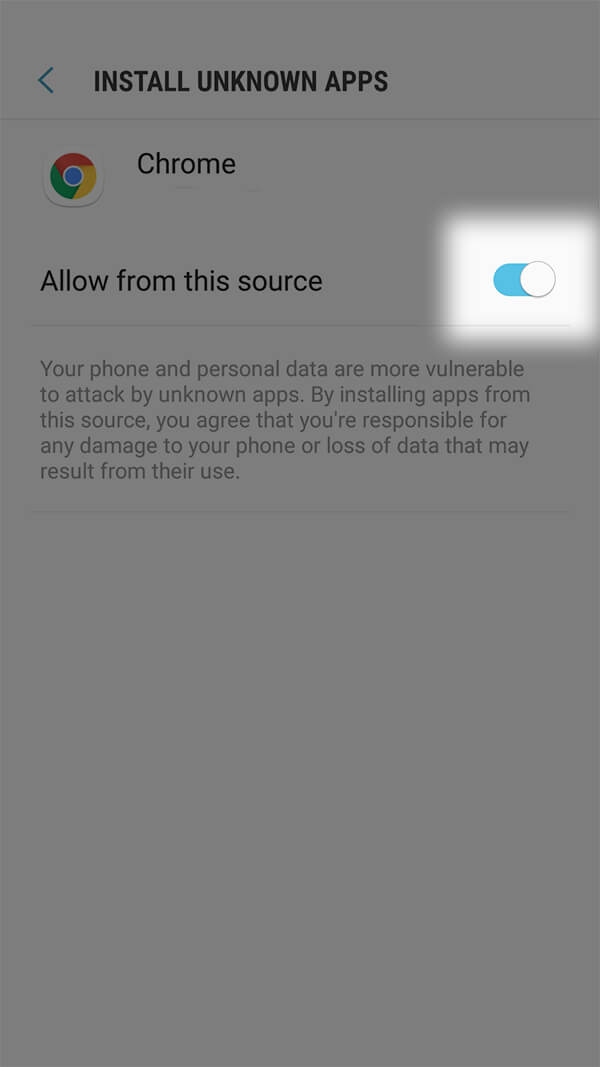 INSTALL UNKNOWN APPS
Chrome
Allow from this source
Your phone and personal data are more vulnerable
to attack by unknown apps. By installing apps from
this source, you agree that you're responsible for
any damage to your phone or loss of data that may
result from their use.